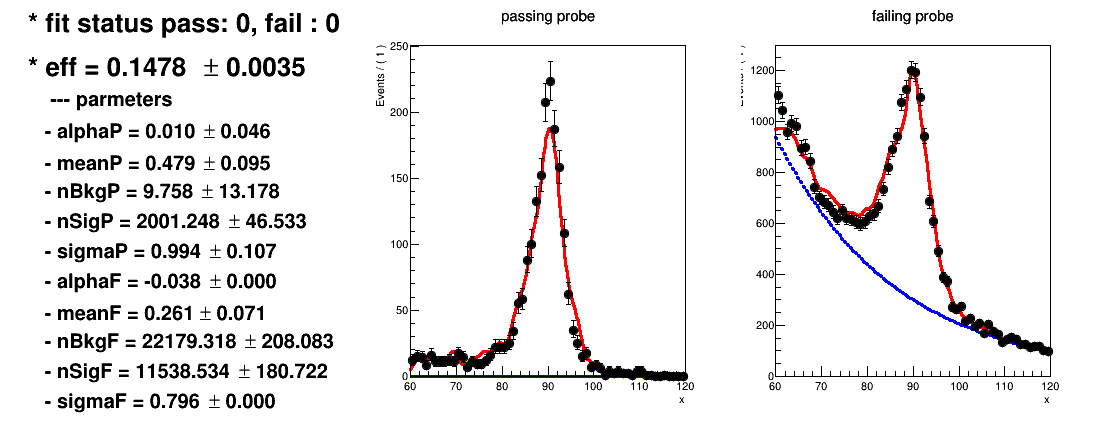 * fit status pass: 0, fail : 0
* eff = 0.1478 ± 0.0035
--- parmeters
- alphaP = 0.010 ± 0.046
- meanP = 0.479 ± 0.095
- nBkgP = 9.758 ± 13.178
- nSigP = 2001.248 ± 46.533
- sigmaP = 0.994 ± 0.107
- alphaF = -0.038 ± 0.000
- meanF = 0.261 ± 0.071
- nBkgF = 22179.318 ± 208.083
- nSigF = 11538.534 ± 180.722
- sigmaF = 0.796 ± 0.000
passing probe
Events / ( 1 )
250
200
150
100
50
0
60 70 80 90 100 110 120
x
failing probe
1200
1000
800
600
400
200
0
60 70 80 90 100 110 120
x